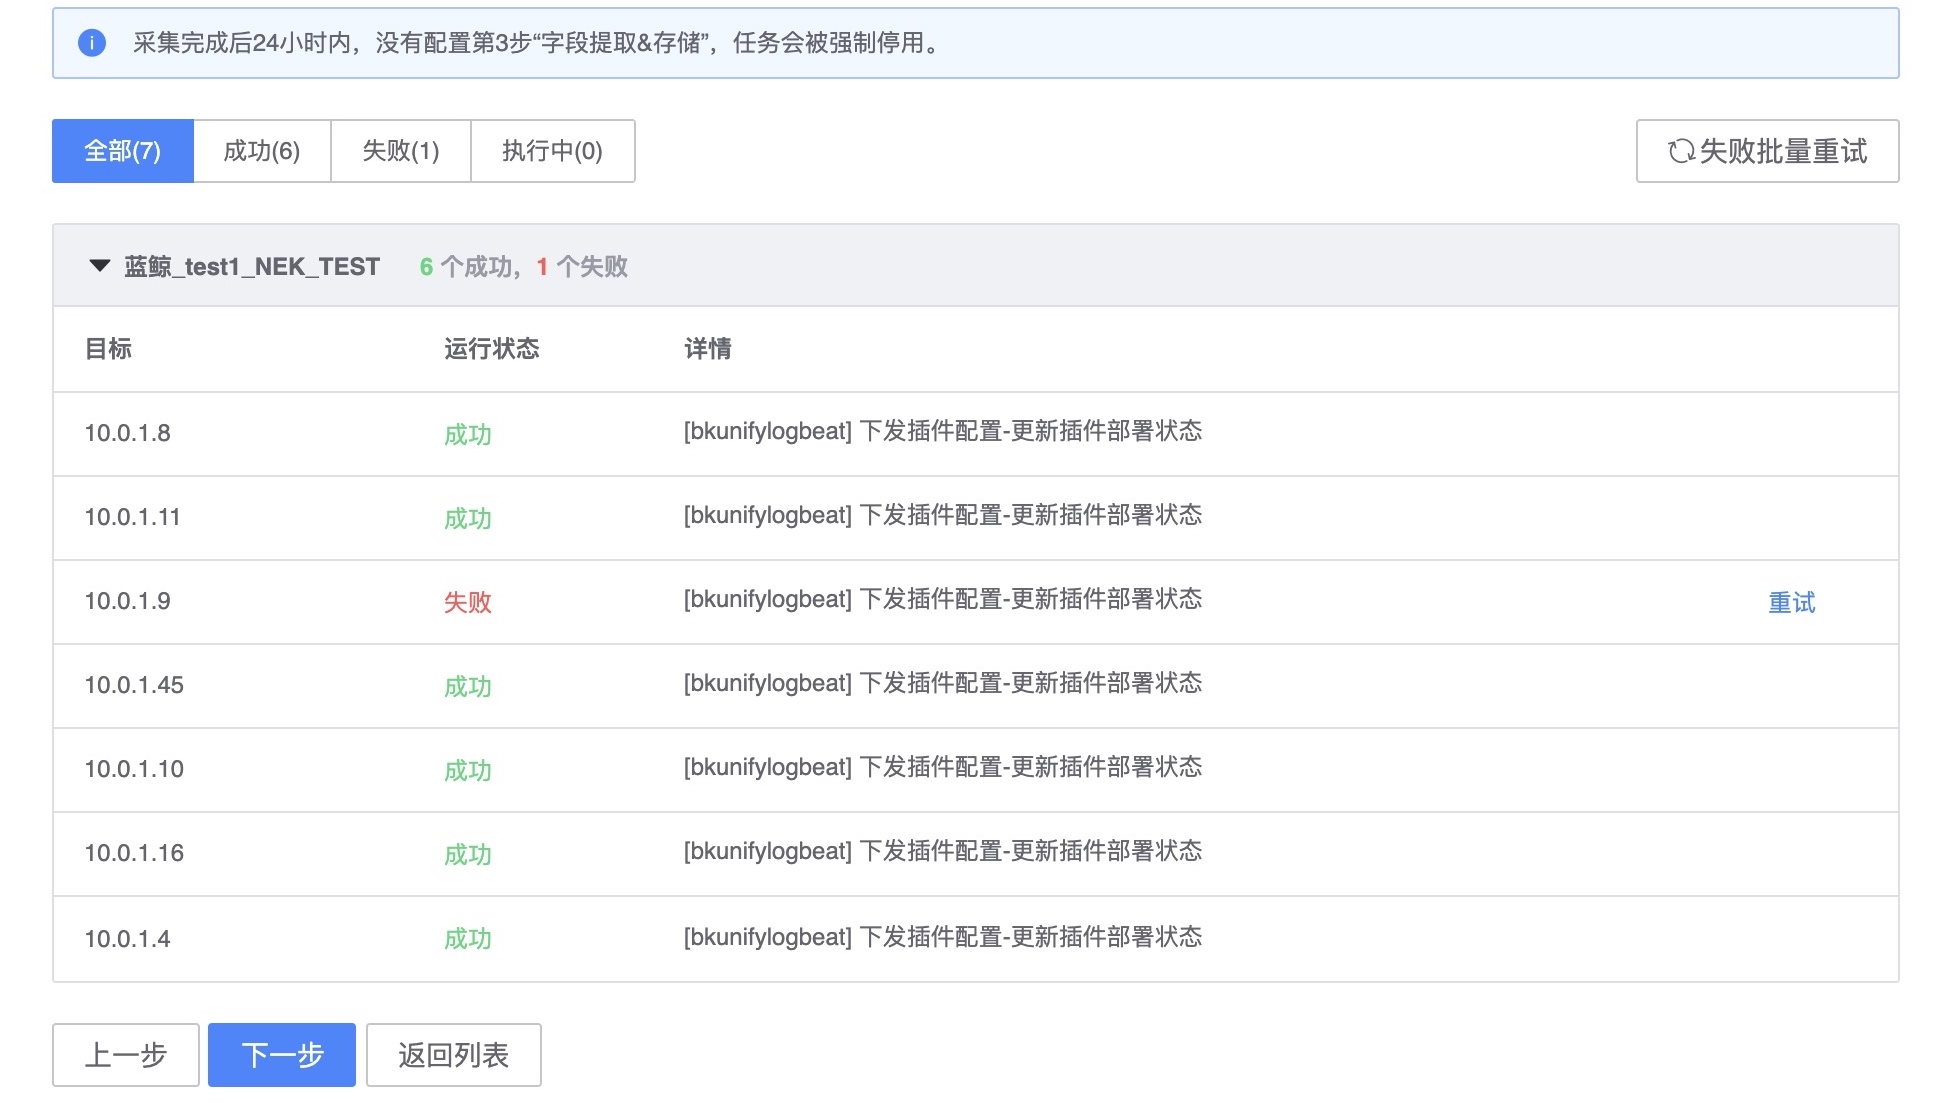 采集完成后24小时内，没有配置第3步“字段提取&存储”，任务会被强制停用。
全部(7) 成功(6) 失败(1) 执行中(0) 失败批量重试
蓝鲸_test1_NEK_TEST 6 个成功，1 个失败
目标 运行状态 详情
10.0.1.8 成功 [bkunifylogbeat] 下发插件配置-更新插件部署状态
10.0.1.11 成功 [bkunifylogbeat] 下发插件配置-更新插件部署状态
10.0.1.9 失败 [bkunifylogbeat] 下发插件配置-更新插件部署状态 重试
10.0.1.45 成功 [bkunifylogbeat] 下发插件配置-更新插件部署状态
10.0.1.10 成功 [bkunifylogbeat] 下发插件配置-更新插件部署状态
10.0.1.16 成功 [bkunifylogbeat] 下发插件配置-更新插件部署状态
10.0.1.4 成功 [bkunifylogbeat] 下发插件配置-更新插件部署状态
上一步 下一步 返回列表